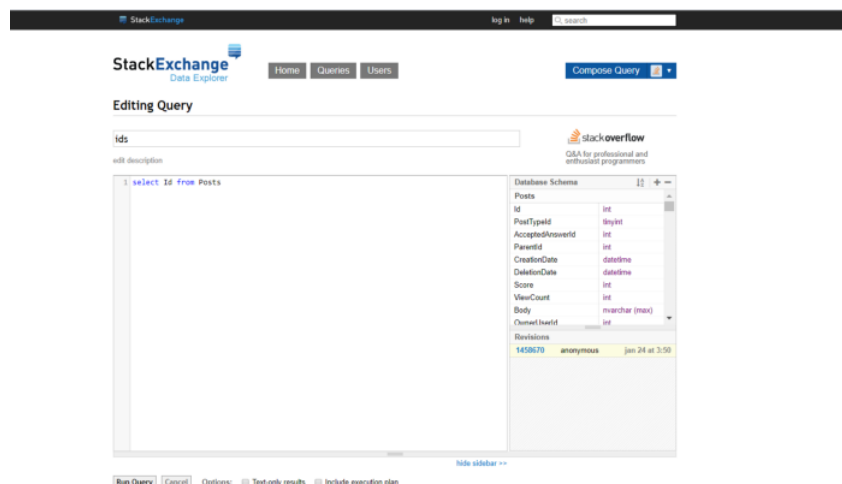 StackExchange
log in help search
StackExchange
Data Explorer
Home Queries Users
Compose Query
Editing Query
ids
stackoverflow
edit description
Q&A for professional and
enthusiast programmers
1 select Id from Posts
Database Schema
Posts
Id int
PostTypeId tinyint
AcceptedAnswerId int
ParentId int
CreationDate datetime
DeletionDate datetime
Score int
ViewCount int
Body nvarchar (max)
OwnerUserId int
Revisions
1458670 anonymous jan 24 at 3:50
hide sidebar >>
Run Query Cancel Options: Text-only results Include execution plan